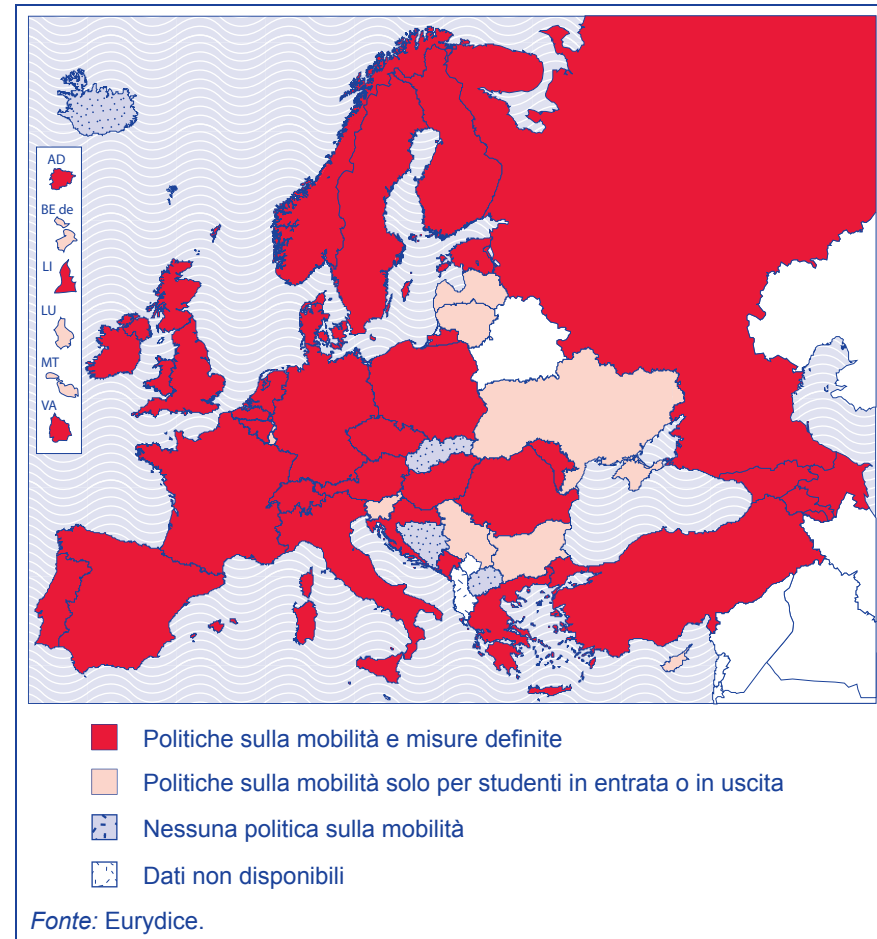 AD
BE de
LI
LU
MT
VA
Politiche sulla mobilità e misure definite
Politiche sulla mobilità solo per studenti in entrata o in uscita
Nessuna politica sulla mobilità
Dati non disponibili
Fonte: Eurydice.